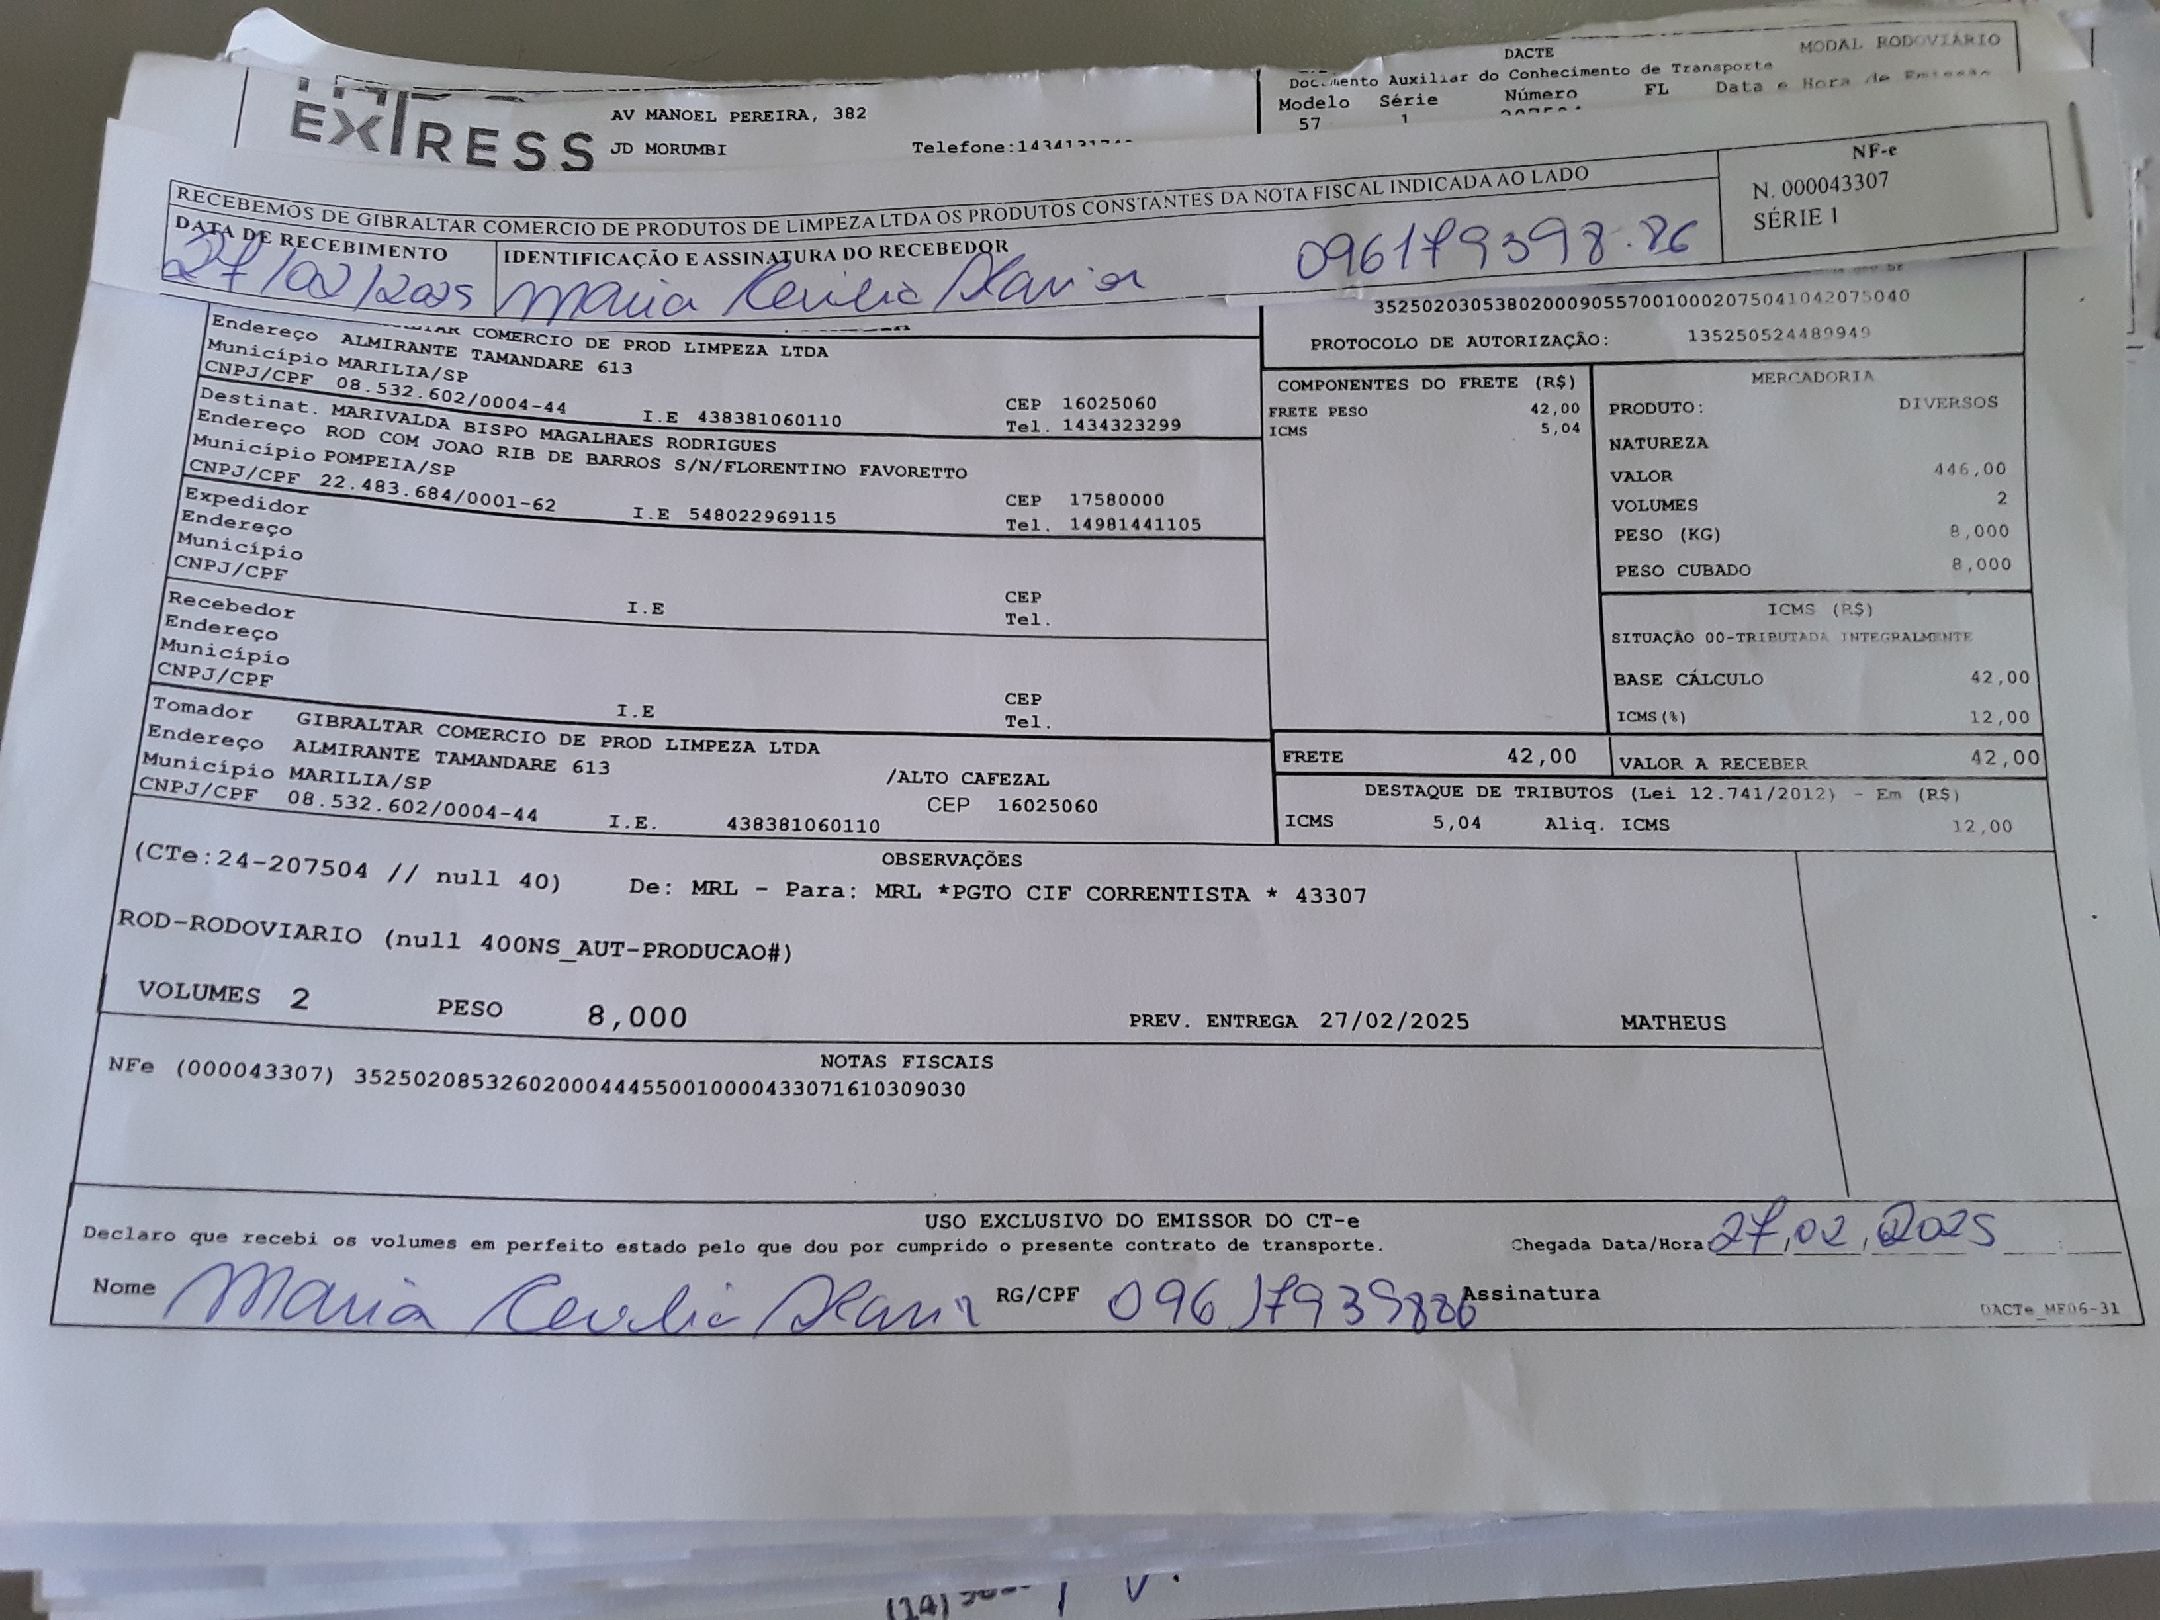 DACTE
MODAL RODOVIÁRIO
Documento Auxiliar do Conhecimento de Transporte
Modelo Série Número FL Data e Hora de Emissão
57 1
EXPRESS
AV MANOEL PEREIRA, 382
JD MORUMBI
Telefone:
RECEBEMOS DE GIBRALTAR COMERCIO DE PRODUTOS DE LIMPEZA LTDA OS PRODUTOS CONSTANTES DA NOTA FISCAL INDICADA AO LADO
NF-e
N. 000043307
SÉRIE 1
DATA DE RECEBIMENTO
27/02/2025
IDENTIFICAÇÃO E ASSINATURA DO RECEBEDOR
Maria 096179398-86
35250203053802000905570010002075041042075040
PROTOCOLO DE AUTORIZAÇÃO: 135250524489949
COMERCIO DE PROD LIMPEZA LTDA
Endereço ALMIRANTE TAMANDARE 613
Município MARILIA/SP CEP 16025060
CNPJ/CPF 08.532.602/0004-44 I.E 438381060110 Tel. 1434323299
Destinat. MARIVALDA BISPO MAGALHAES RODRIGUES
Endereço ROD COM JOAO RIB DE BARROS S/N/FLORENTINO FAVORETTO
Município POMPEIA/SP CEP 17580000
CNPJ/CPF 22.483.684/0001-62 I.E 548022969115 Tel. 14981441105
Expedidor
Endereço
Município CEP
CNPJ/CPF I.E Tel.
Recebedor
Endereço
Município CEP
CNPJ/CPF I.E Tel.
Tomador GIBRALTAR COMERCIO DE PROD LIMPEZA LTDA
Endereço ALMIRANTE TAMANDARE 613 /ALTO CAFEZAL
Município MARILIA/SP CEP 16025060
CNPJ/CPF 08.532.602/0004-44 I.E. 438381060110
COMPONENTES DO FRETE (R$)
FRETE PESO 42,00
ICMS 5,04
MERCADORIA
PRODUTO: DIVERSOS
NATUREZA
VALOR 446,00
VOLUMES 2
PESO (KG) 8,000
PESO CUBADO 8,000
ICMS (R$)
SITUAÇÃO 00-TRIBUTADA INTEGRALMENTE
BASE CÁLCULO 42,00
ICMS(%) 12,00
FRETE 42,00 VALOR A RECEBER 42,00
DESTAQUE DE TRIBUTOS (Lei 12.741/2012) - Em (R$)
ICMS 5,04 Aliq. ICMS 12,00
OBSERVAÇÕES
(CTe:24-207504 // null 40) De: MRL - Para: MRL *PGTO CIF CORRENTISTA * 43307
ROD-RODOVIARIO (null 400NS_AUT-PRODUCAO#)
VOLUMES 2 PESO 8,000 PREV. ENTREGA 27/02/2025 MATHEUS
NOTAS FISCAIS
NFe (000043307) 35250208532602000444550010000433071610309030
USO EXCLUSIVO DO EMISSOR DO CT-e
Declaro que recebi os volumes em perfeito estado pelo que dou por cumprido o presente contrato de transporte. Chegada Data/Hora 27,02,2025
Nome Maria RG/CPF 09617939886 Assinatura
DACTe_MF06-31